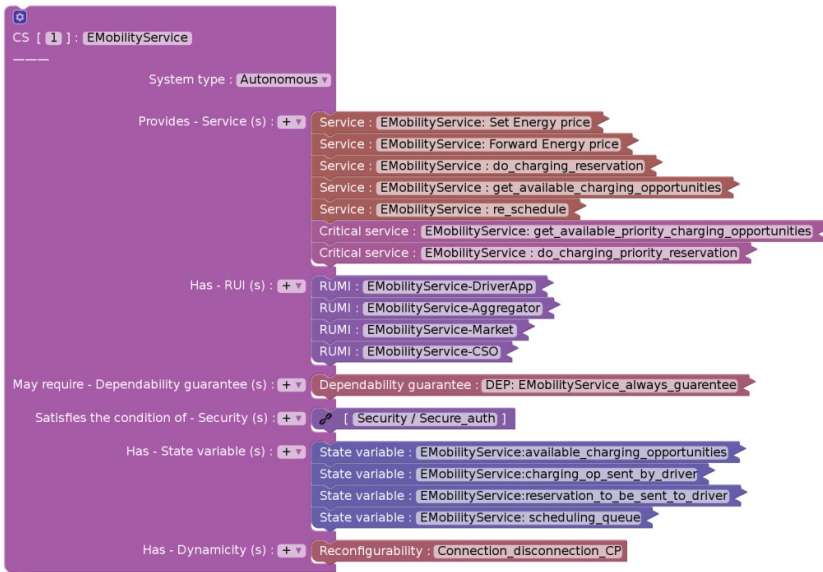 CS [ 1 ] : EMobilityService
———
System type : Autonomous
Provides - Service (s) : + Service : EMobilityService: Set Energy price
Service : EMobilityService: Forward Energy price
Service : EMobilityService : do_charging_reservation
Service : EMobilityService : get_available_charging_opportunities
Service : EMobilityService : re_schedule
Critical service : EMobilityService: get_available_priority_charging_opportunities
Critical service : EMobilityService : do_charging_priority_reservation
Has - RUI (s) : + RUMI : EMobilityService-DriverApp
RUMI : EMobilityService-Aggregator
RUMI : EMobilityService-Market
RUMI : EMobilityService-CSO
May require - Dependability guarantee (s) : + Dependability guarantee : DEP: EMobilityService_always_guarentee
Satisfies the condition of - Security (s) : + [ Security / Secure_auth ]
Has - State variable (s) : + State variable : EMobilityService:available_charging_opportunities
State variable : EMobilityService:charging_op_sent_by_driver
State variable : EMobilityService:reservation_to_be_sent_to_driver
State variable : EMobilityService: scheduling_queue
Has - Dynamicity (s) : + Reconfigurability : Connection_disconnection_CP